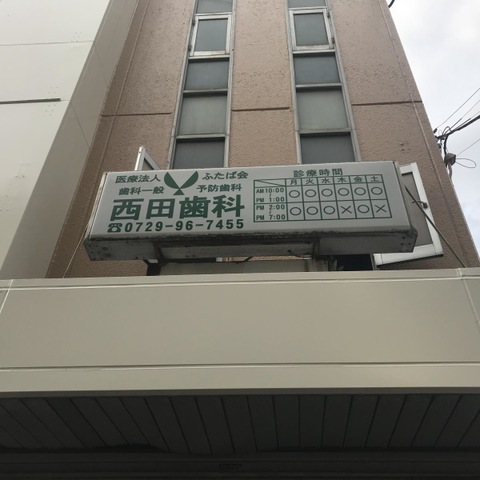 医療法人 ふたば会
歯科一般 予防歯科
西田歯科
☎0729-96-7455
診療時間
月 火 水 木 金 土
AM 10:00
PM 1:00
○ ○ ○ ○ ○ ○
PM 2:00
PM 7:00
○ ○ ○ × ○ ×